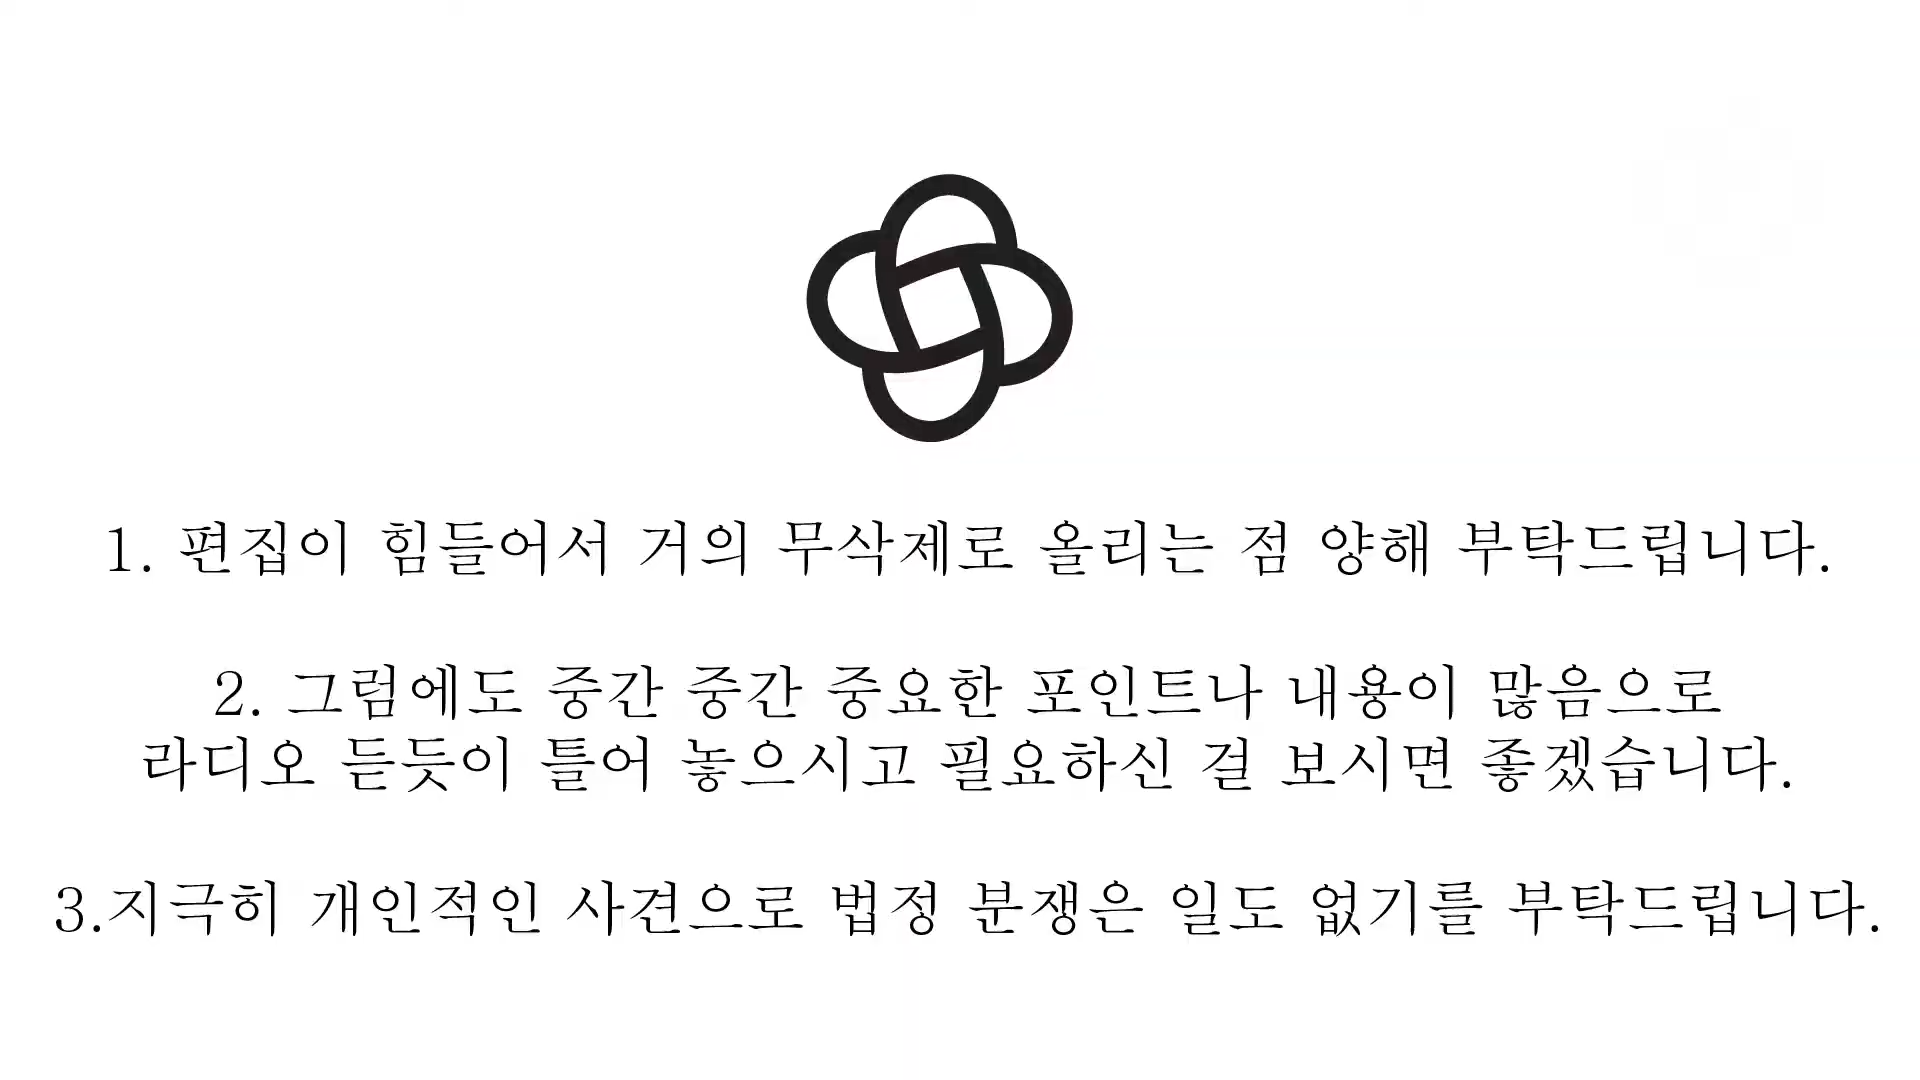 1. 편집이 힘들어서 거의 무삭제로 올리는 점 양해 부탁드립니다.
2. 그럼에도 중간 중간 중요한 포인트나 내용이 많음으로
라디오 듣듯이 틀어 놓으시고 필요하신 걸 보시면 좋겠습니다.
3.지극히 개인적인 사견으로 법정 분쟁은 일도 없기를 부탁드립니다.